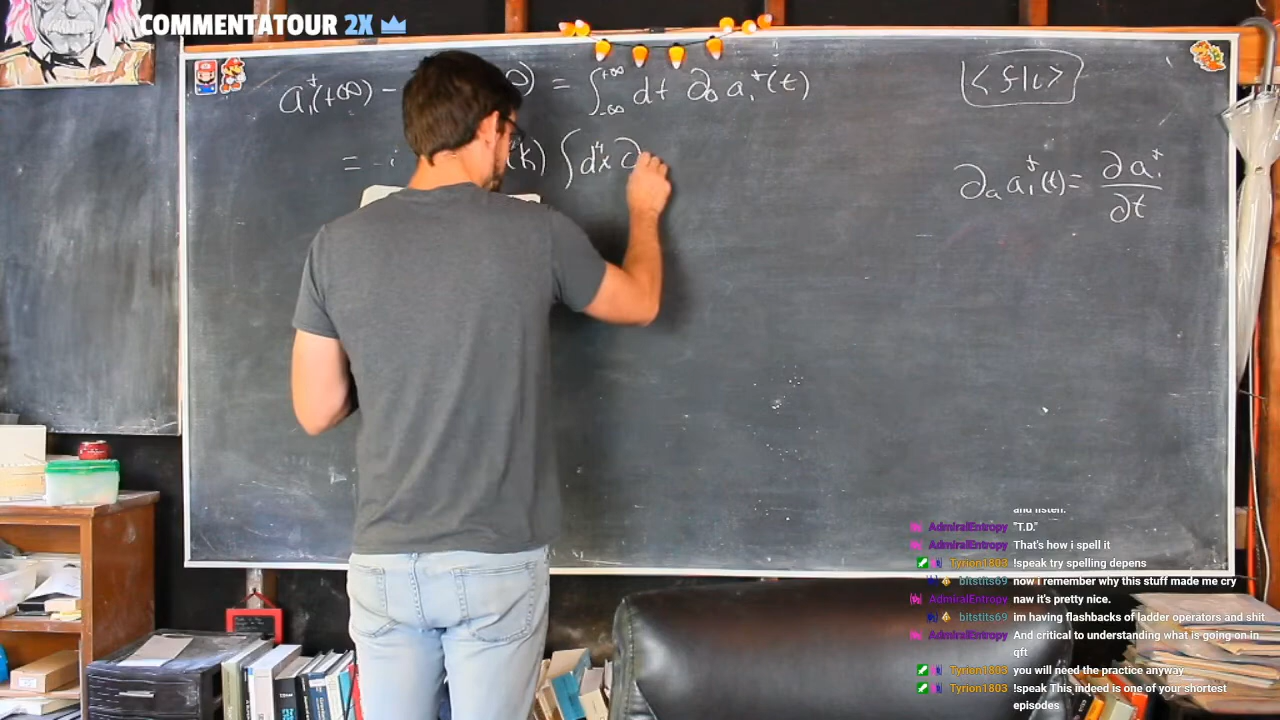 COMMENTATOUR 2X
a₁†(+∞) - ∞) = ∫₋∞⁺∞ dt ∂₀ a₁†(t)
⟨f|i⟩
= -i (k) ∫d⁴x ∂
∂₀ a₁†(t) = ∂a₁† / ∂t
and listen.
AdmiralEntropy "T.D."
AdmiralEntropy That's how i spell it
Tyrion1803 !speak try spelling depens
bitstits69 now i remember why this stuff made me cry
AdmiralEntropy naw it's pretty nice.
bitstits69 im having flashbacks of ladder operators and shit
AdmiralEntropy And critical to understanding what is going on in
qft
Tyrion1803 you will need the practice anyway
Tyrion1803 !speak This indeed is one of your shortest
episodes